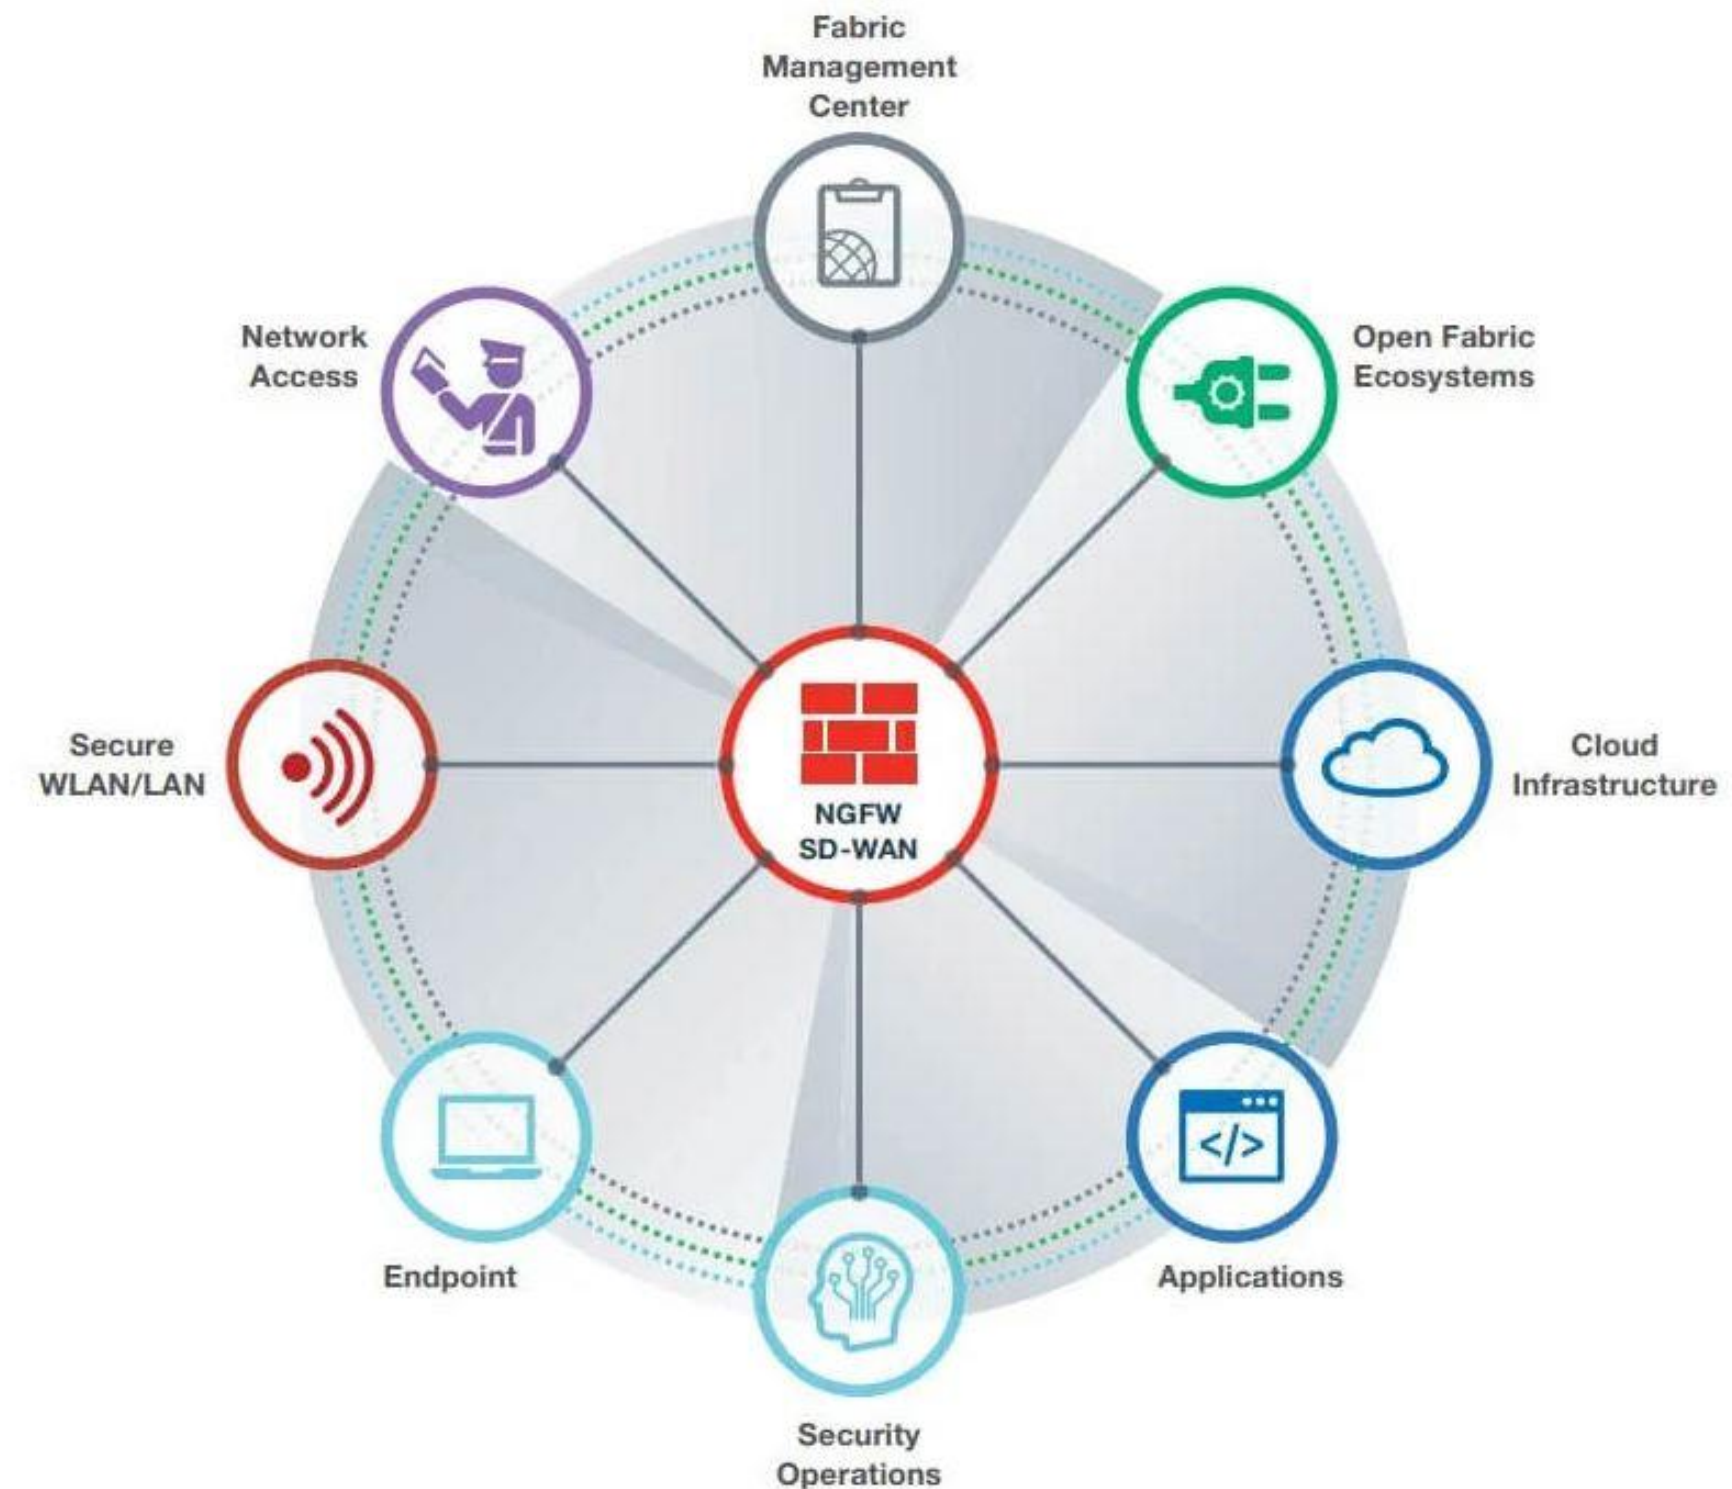 Fabric
Management
Center
Network
Access
Open Fabric
Ecosystems
Secure
WLAN/LAN
NGFW
SD-WAN
Cloud
Infrastructure
</>
Endpoint
Applications
Security
Operations